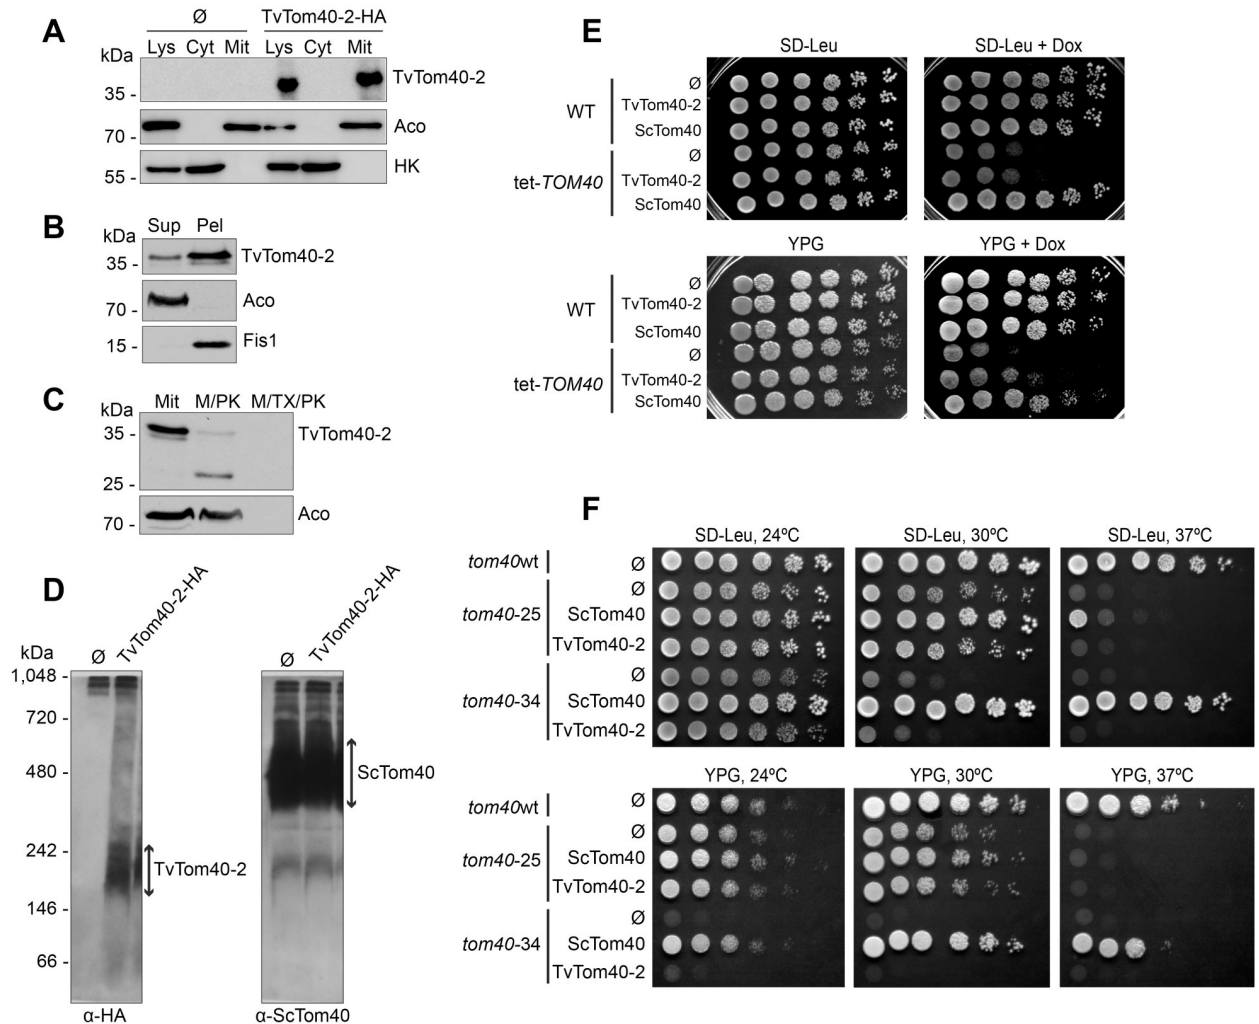 A
Ø TvTom40-2-HA
kDa Lys Cyt Mit Lys Cyt Mit
TvTom40-2
35 -
Aco
70 -
HK
55 -
B
Sup Pel
kDa
TvTom40-2
35 -
Aco
70 -
Fis1
15 -
C
Mit M/PK M/TX/PK
kDa
35 -
TvTom40-2
25 -
Aco
70 -
D
Ø TvTom40-2-HA
Ø TvTom40-2-HA
kDa
1,048 -
720 -
480 -
242 -
146 -
66 -
TvTom40-2
ScTom40
α-HA
α-ScTom40
E
SD-Leu
SD-Leu + Dox
WT
Ø
TvTom40-2
ScTom40
tet-TOM40
Ø
TvTom40-2
ScTom40
YPG
YPG + Dox
WT
Ø
TvTom40-2
ScTom40
tet-TOM40
Ø
TvTom40-2
ScTom40
F
SD-Leu, 24ºC
SD-Leu, 30ºC
SD-Leu, 37ºC
tom40wt
Ø
tom40-25
Ø
ScTom40
TvTom40-2
tom40-34
Ø
ScTom40
TvTom40-2
YPG, 24ºC
YPG, 30ºC
YPG, 37ºC
tom40wt
Ø
tom40-25
Ø
ScTom40
TvTom40-2
tom40-34
Ø
ScTom40
TvTom40-2